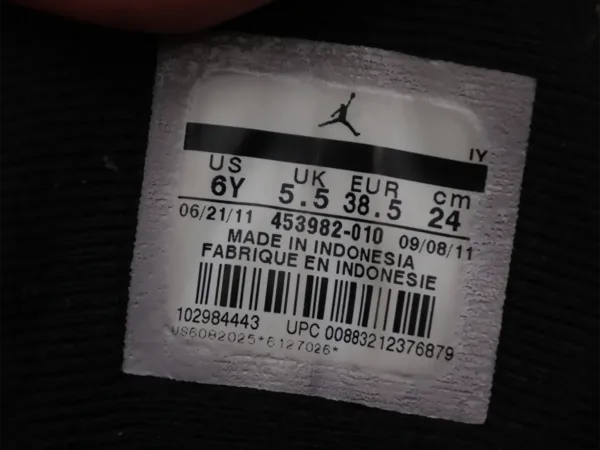 IY
US UK EUR cm
6Y 5.5 38.5 24
06/21/11 453982-010 09/08/11
MADE IN INDONESIA
FABRIQUE EN INDONESIE
102984443 UPC 00883212376879
US6082025*6127026*